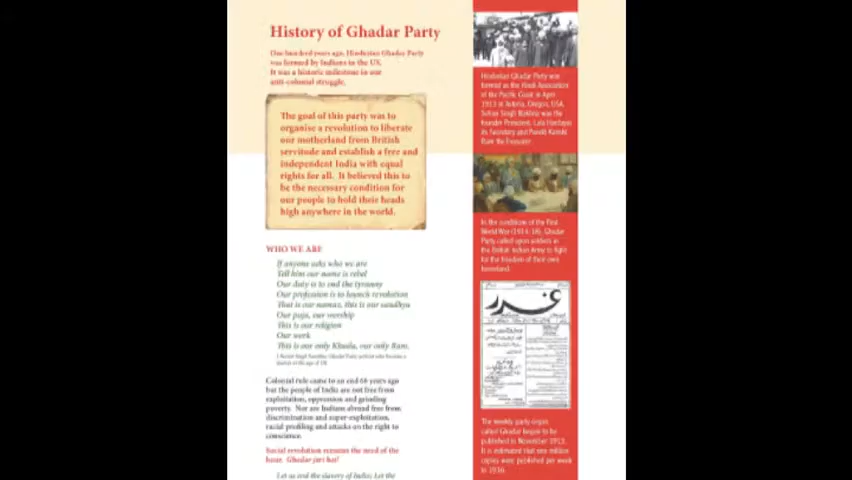 History of Ghadar Party
One hundred years ago, Hindustan Ghadar Party
was formed by Indians in the US.
It was a historic milestone in our
anti-colonial struggle.
The goal of this party was to
organise a revolution to liberate
our motherland from British
servitude and establish a free and
independent India with equal
rights for all. It believed this to
be the necessary condition for
our people to hold their heads
high anywhere in the world.
WHO WE ARE
If anyone asks who we are
Tell him our name is rebel
Our duty is to end the tyranny
Our profession is to launch revolution
That is our namaz, this is our sandhya
Our puja, our worship
This is our religion
Our work
This is our only Khuda, our only Ram.
Colonial rule came to an end 66 years ago
but the people of India are not free from
exploitation, oppression and grinding
poverty. Nor are Indians abroad free from
discrimination and super-exploitation,
racial profiling and attacks on the right to
conscience.
Social revolution remains the need of the
hour. Ghadar jari hai!
Let us end the slavery of India; Let the
Hindustan Ghadar Party was
formed as the Hindi Association
of the Pacific Coast in April
1913 in Astoria, Oregon, USA.
Sohan Singh Bhakna was the
founder President, Lala Hardayal
its Secretary and Pandit Kanshi
Ram the Treasurer.
In the conditions of the First
World War (1914-18), Ghadar
Party called upon soldiers in
the British Indian Army to fight
for the freedom of their own
homeland.
غدر
The weekly party organ
called Ghadar began to be
published in November 1913.
It is estimated that one million
copies were published per week
in 1916.